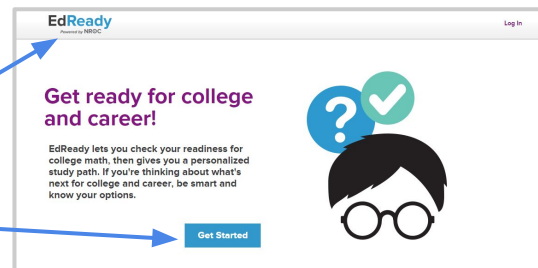 EdReady
Powered by NROC
Log In
Get ready for college
and career!
EdReady lets you check your readiness for
college math, then gives you a personalized
study path. If you're thinking about what's
next for college and career, be smart and
know your options.
Get Started
?